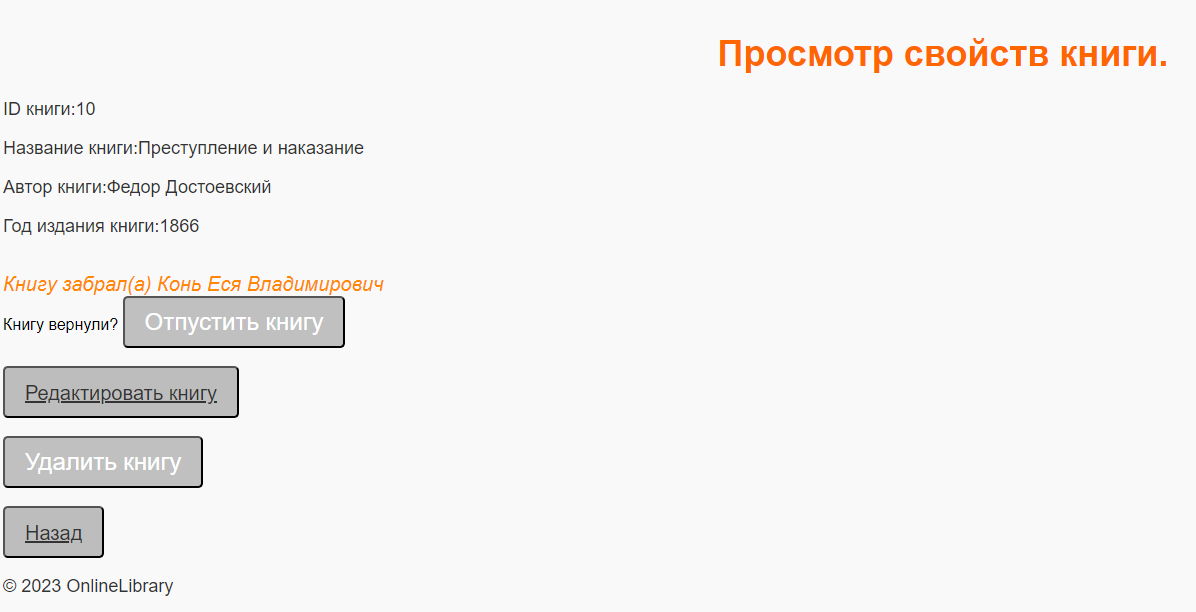 Просмотр свойств книги.
ID книги:10
Название книги:Преступление и наказание
Автор книги:Федор Достоевский
Год издания книги:1866
Книгу забрал(а) Конь Еся Владимирович
Книгу вернули? Отпустить книгу
Редактировать книгу
Удалить книгу
Назад
© 2023 OnlineLibrary